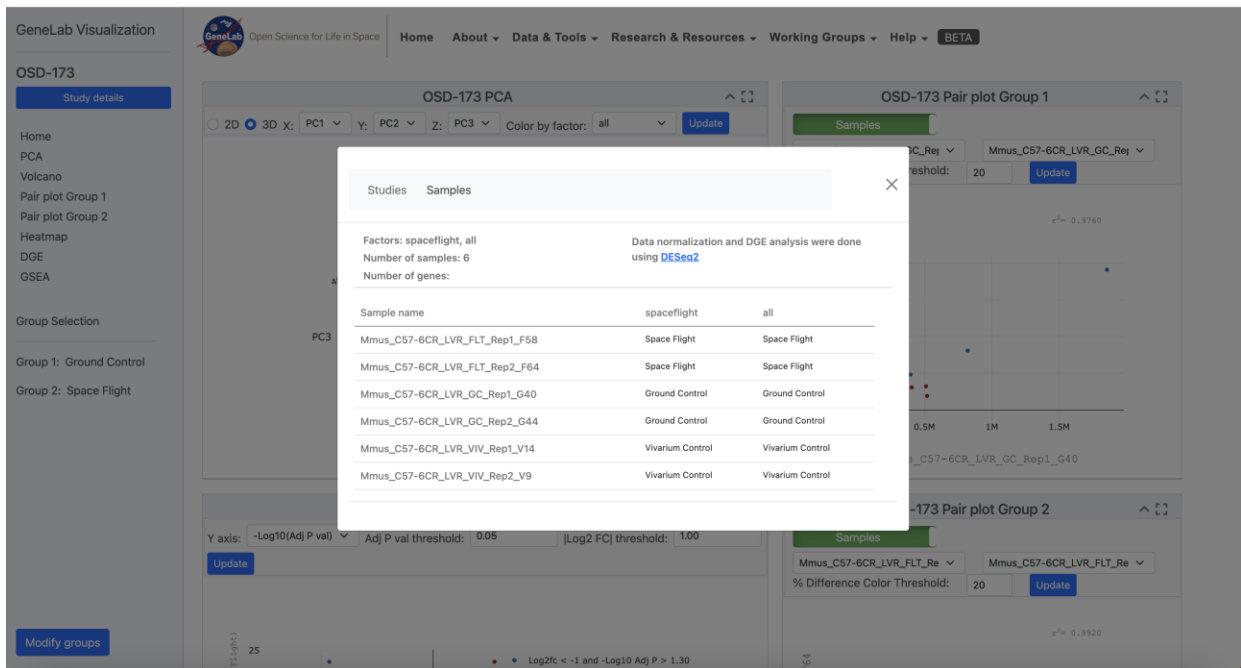 GeneLab Visualization
OSD-173
Study details
Home
PCA
Volcano
Pair plot Group 1
Pair plot Group 2
Heatmap
DGE
GSEA
Group Selection
Group 1: Ground Control
Group 2: Space Flight
Modify groups
GeneLab
Open Science for Life in Space
Home About Data & Tools Research & Resources Working Groups Help BETA
OSD-173 PCA
2D 3D X: PC1 Y: PC2 Z: PC3 Color by factor: all Update
PC3
OSD-173 Pair plot Group 1
Samples
Mmus_C57-6CR_LVR_GC_Rep
20 Update
r²= 0.9760
0.5M 1M 1.5M
C57-6CR_LVR_GC_Rep1_G40
Studies Samples
Factors: spaceflight, all
Number of samples: 6
Number of genes:
Data normalization and DGE analysis were done
using DESeq2
Sample name spaceflight all
Mmus_C57-6CR_LVR_FLT_Rep1_F58 Space Flight Space Flight
Mmus_C57-6CR_LVR_FLT_Rep2_F64 Space Flight Space Flight
Mmus_C57-6CR_LVR_GC_Rep1_G40 Ground Control Ground Control
Mmus_C57-6CR_LVR_GC_Rep2_G44 Ground Control Ground Control
Mmus_C57-6CR_LVR_VIV_Rep1_V14 Vivarium Control Vivarium Control
Mmus_C57-6CR_LVR_VIV_Rep2_V9 Vivarium Control Vivarium Control
Y axis: -Log10(Adj P val) Adj P val threshold: 0.05 |Log2 FC| threshold: 1.00
Update
25
Log2fc < -1 and -Log10 Adj P > 1.30
-173 Pair plot Group 2
Samples
Mmus_C57-6CR_LVR_FLT_Re Mmus_C57-6CR_LVR_FLT_Re
% Difference Color Threshold: 20 Update
r²= 0.9920